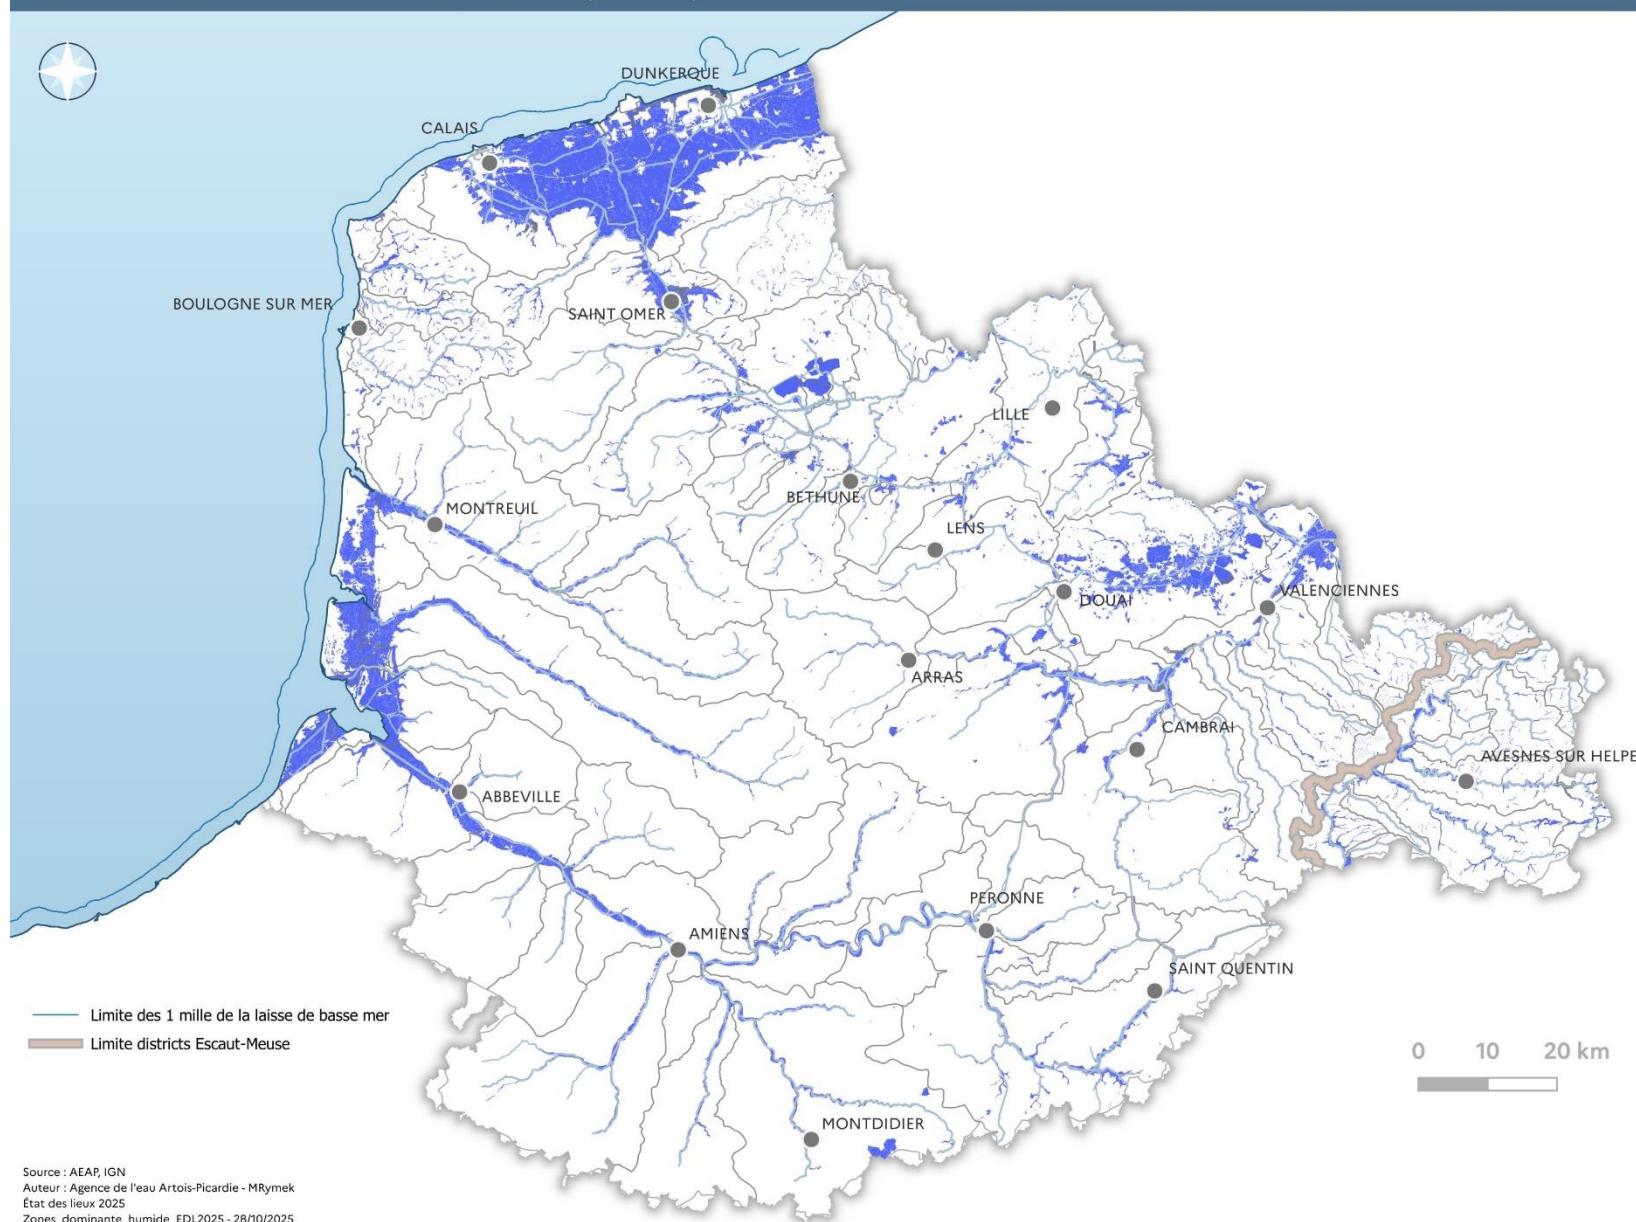 DUNKERQUE
CALAIS
BOULOGNE SUR MER
SAINT OMER
LILLE
BETHUNE
MONTREUIL
LENS
DOUAI
VALENCIENNES
ARRAS
CAMBRAI
AVESNES SUR HELPE
ABBEVILLE
PERONNE
AMIENS
SAINT QUENTIN
MONTDIDIER
Limite des 1 mille de la laisse de basse mer
Limite districts Escaut-Meuse
0 10 20 km
Source : AEAP, IGN
Auteur : Agence de l'eau Artois-Picardie - MRymek
État des lieux 2025
Zones_dominante_humide_EDL2025 - 28/10/2025